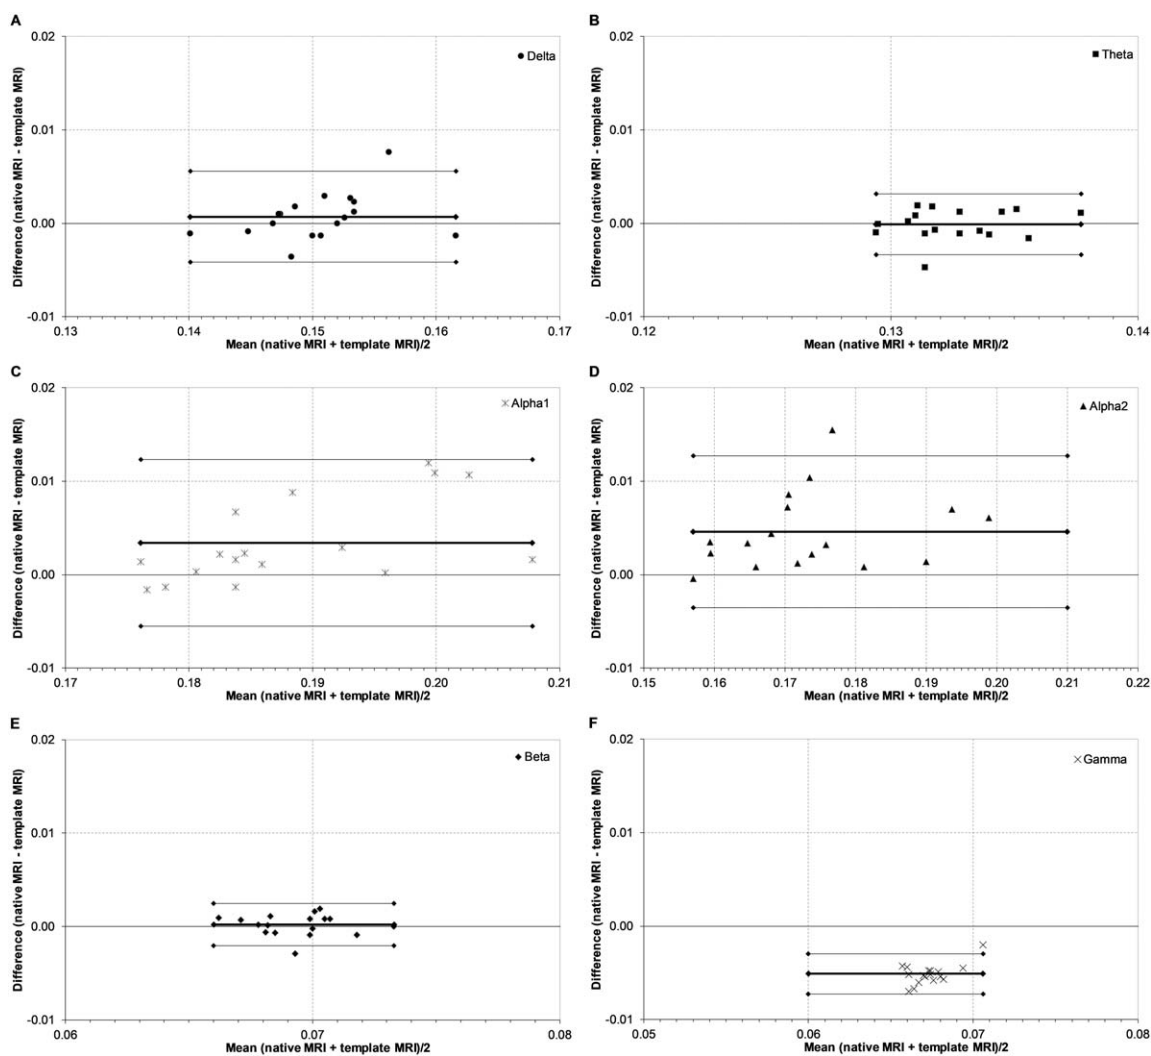 A
Difference (native MRI - template MRI)
0.02
0.01
0.00
-0.01
Delta
0.13
0.14
0.15
0.16
0.17
Mean (native MRI + template MRI)/2
B
Difference (native MRI - template MRI)
0.02
0.01
0.00
-0.01
Theta
0.12
0.13
0.14
Mean (native MRI + template MRI)/2
C
Difference (native MRI - template MRI)
0.02
0.01
0.00
-0.01
Alpha1
0.17
0.18
0.19
0.20
0.21
Mean (native MRI + template MRI)/2
D
Difference (native MRI - template MRI)
0.02
0.01
0.00
-0.01
Alpha2
0.15
0.16
0.17
0.18
0.19
0.20
0.21
0.22
Mean (native MRI + template MRI)/2
E
Difference (native MRI - template MRI)
0.02
0.01
0.00
-0.01
Beta
0.06
0.07
0.08
Mean (native MRI + template MRI)/2
F
Difference (native MRI - template MRI)
0.02
0.01
0.00
-0.01
Gamma
0.05
0.06
0.07
0.08
Mean (native MRI + template MRI)/2